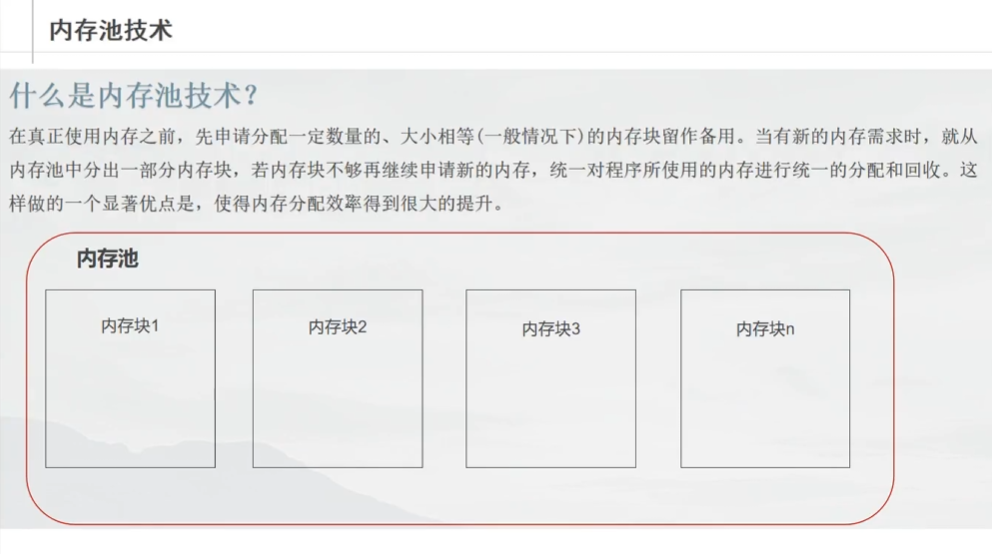 内存池技术
什么是内存池技术？
在真正使用内存之前，先申请分配一定数量的、大小相等(一般情况下)的内存块留作备用。当有新的内存需求时，就从
内存池中分出一部分内存块，若内存块不够再继续申请新的内存，统一对程序所使用的内存进行统一的分配和回收。这
样做的一个显著优点是，使得内存分配效率得到很大的提升。
内存池
内存块1
内存块2
内存块3
内存块n